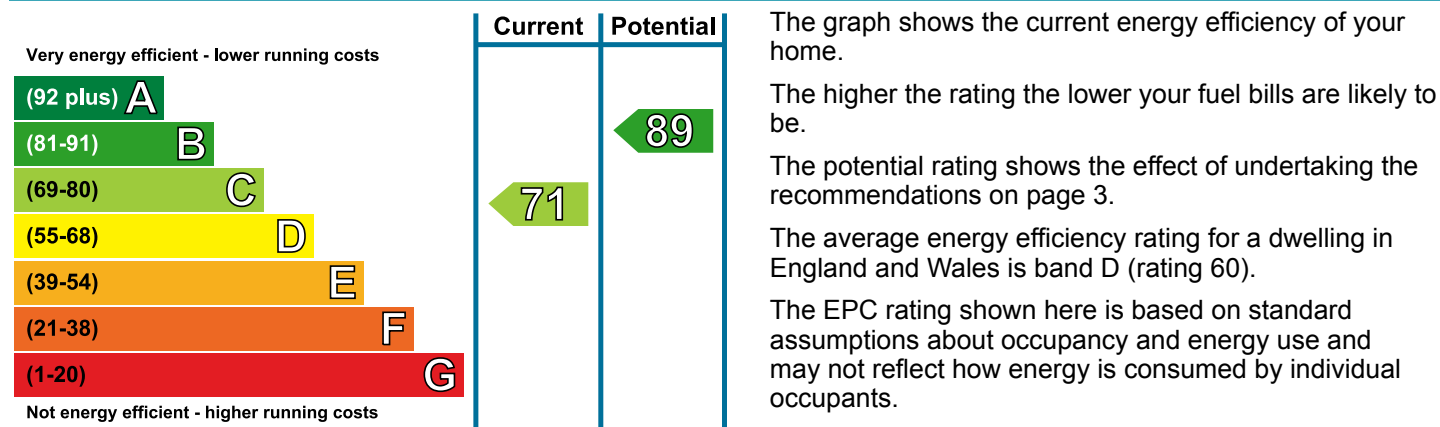 Current Potential
Very energy efficient - lower running costs
(92 plus) A
(81-91) B
89
(69-80) C
71
(55-68) D
(39-54) E
(21-38) F
(1-20) G
Not energy efficient - higher running costs
The graph shows the current energy efficiency of your
home.
The higher the rating the lower your fuel bills are likely to
be.
The potential rating shows the effect of undertaking the
recommendations on page 3.
The average energy efficiency rating for a dwelling in
England and Wales is band D (rating 60).
The EPC rating shown here is based on standard
assumptions about occupancy and energy use and
may not reflect how energy is consumed by individual
occupants.